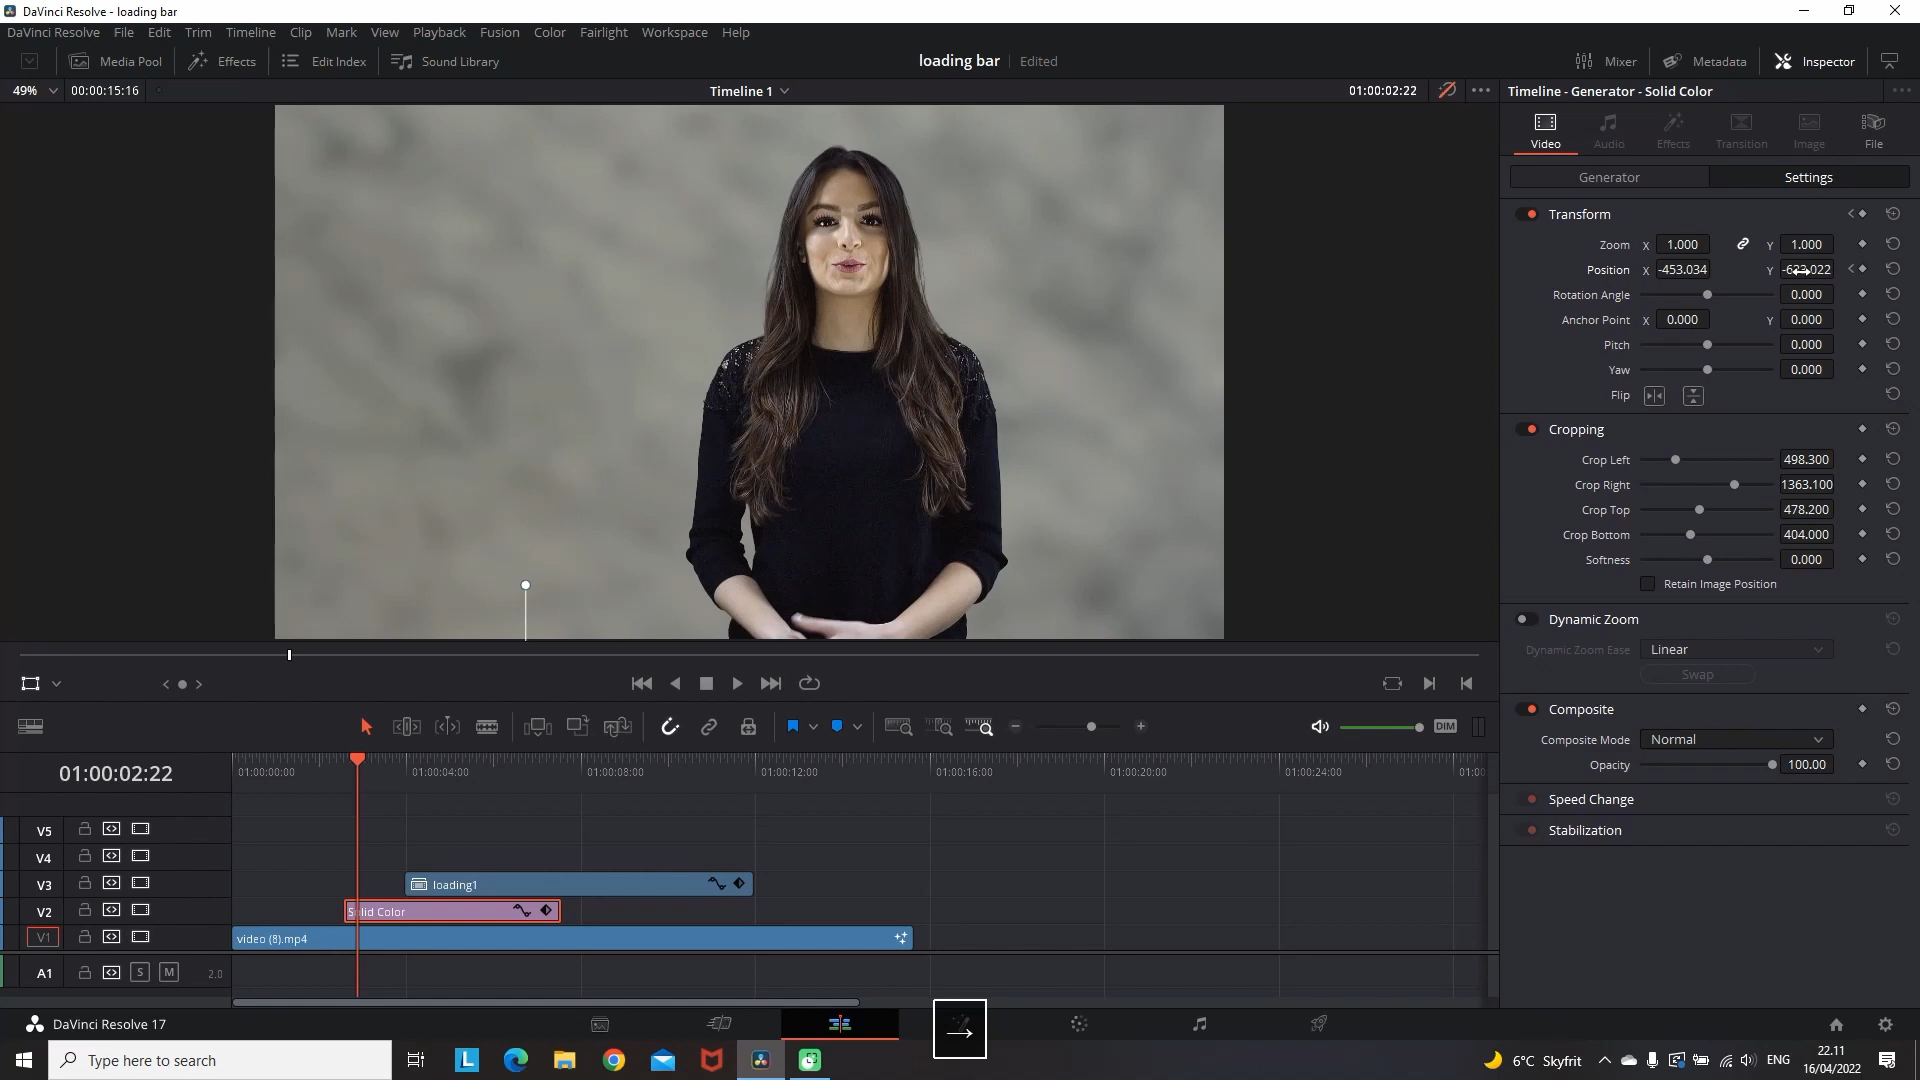 DaVinci Resolve - loading bar
DaVinci Resolve File Edit Trim Timeline Clip Mark View Playback Fusion Color Fairlight Workspace Help
Media Pool Effects Edit Index Sound Library loading bar Edited Mixer Metadata Inspector
49% 00:00:15:16 Timeline 1 01:00:02:22 Timeline - Generator - Solid Color
Video Audio Effects Transition Image File
Generator Settings
Transform
Zoom X 1.000 Y 1.000
Position X -453.034 Y
Rotation Angle 0.000
Anchor Point X 0.000 Y 0.000
Pitch 0.000
Yaw 0.000
Flip
Cropping
Crop Left 498.300
Crop Right 1363.100
Crop Top 478.200
Crop Bottom 404.000
Softness 0.000
Retain Image Position
Dynamic Zoom
Dynamic Zoom Ease Linear
Swap
Composite
Composite Mode Normal
Opacity 100.00
Speed Change
Stabilization
DIM
01:00:02:22 01:00:00:00 01:00:04:00 01:00:08:00 01:00:12:00 01:00:16:00 01:00:20:00 01:00:24:00 01:00
V5
V4
V3 loading1
V2 Solid Color
V1 video (8).mp4
A1 S M 2.0
DaVinci Resolve 17
Type here to search L 6°C Skyfrit ENG 22.11
16/04/2022